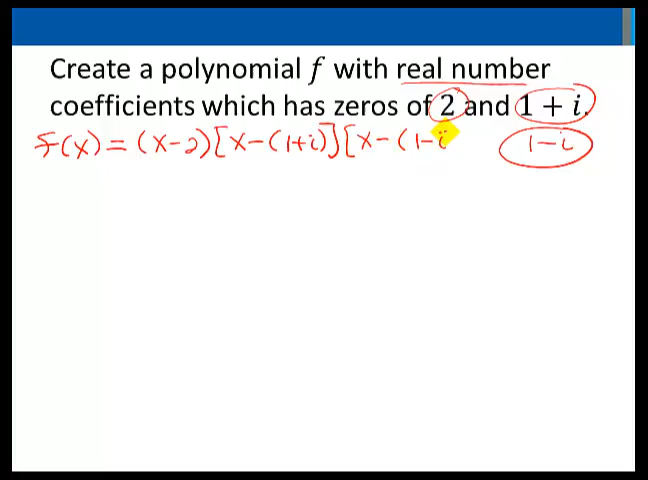 Create a polynomial f with real number
coefficients which has zeros of 2 and 1 + i.
f(x) = (x-2)[x-(1+i)][x-(1-i
1-i